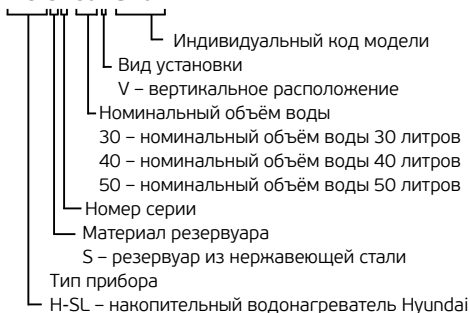 Индивидуальный код модели
Вид установки
V – вертикальное расположение
Номинальный объём воды
30 – номинальный объём воды 30 литров
40 – номинальный объём воды 40 литров
50 – номинальный объём воды 50 литров
Номер серии
Материал резервуара
S – резервуар из нержавеющей стали
Тип прибора
H-SL – накопительный водонагреватель Hyundai